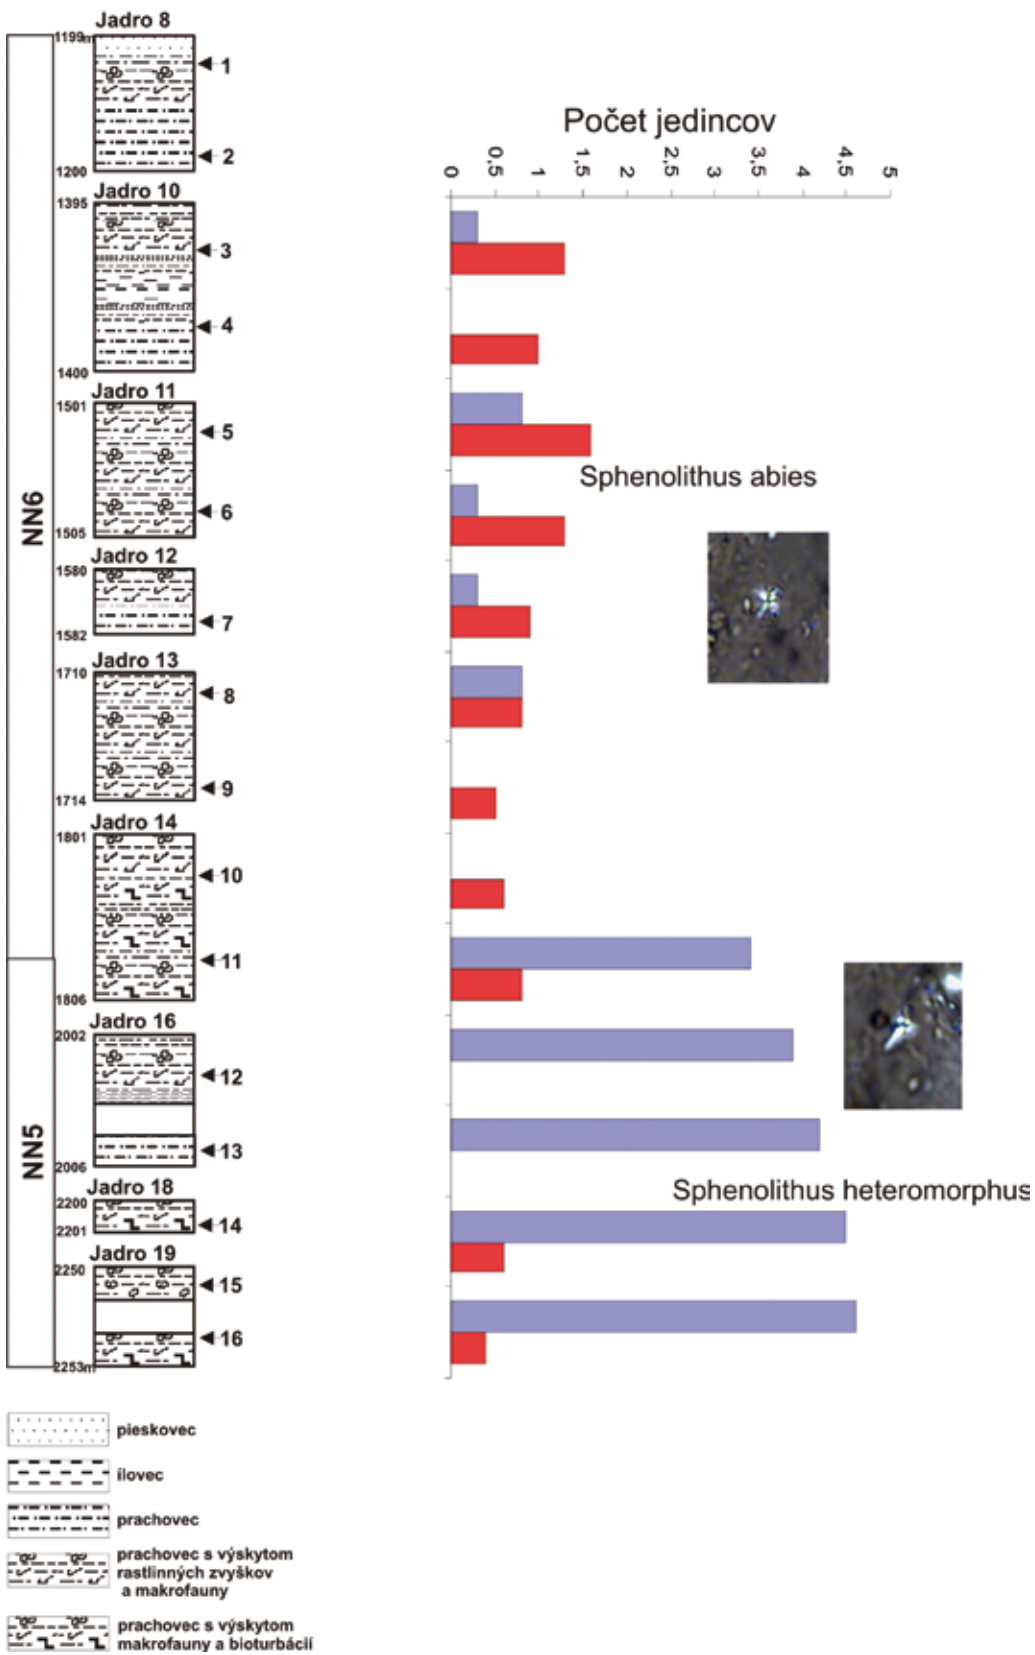 Jadro 8
1199m
1
2
1200
Jadro 10
1395
3
4
1400
Jadro 11
1501
5
6
1505
Jadro 12
1580
7
1582
Jadro 13
1710
8
9
1714
Jadro 14
1801
10
11
1806
Jadro 16
2002
12
13
2006
Jadro 18
2200
14
2201
Jadro 19
2250
15
16
2253m
NN6
NN5
Počet jedincov
0 0,5 1 1,5 2 2,5 3 3,5 4 4,5 5
Sphenolithus abies
Sphenolithus heteromorphus
pieskovec
ílovec
prachovec
prachovec s výskytom
rastlinných zvyškov
a makrofauny
prachovec s výskytom
makrofauny a bioturbácií